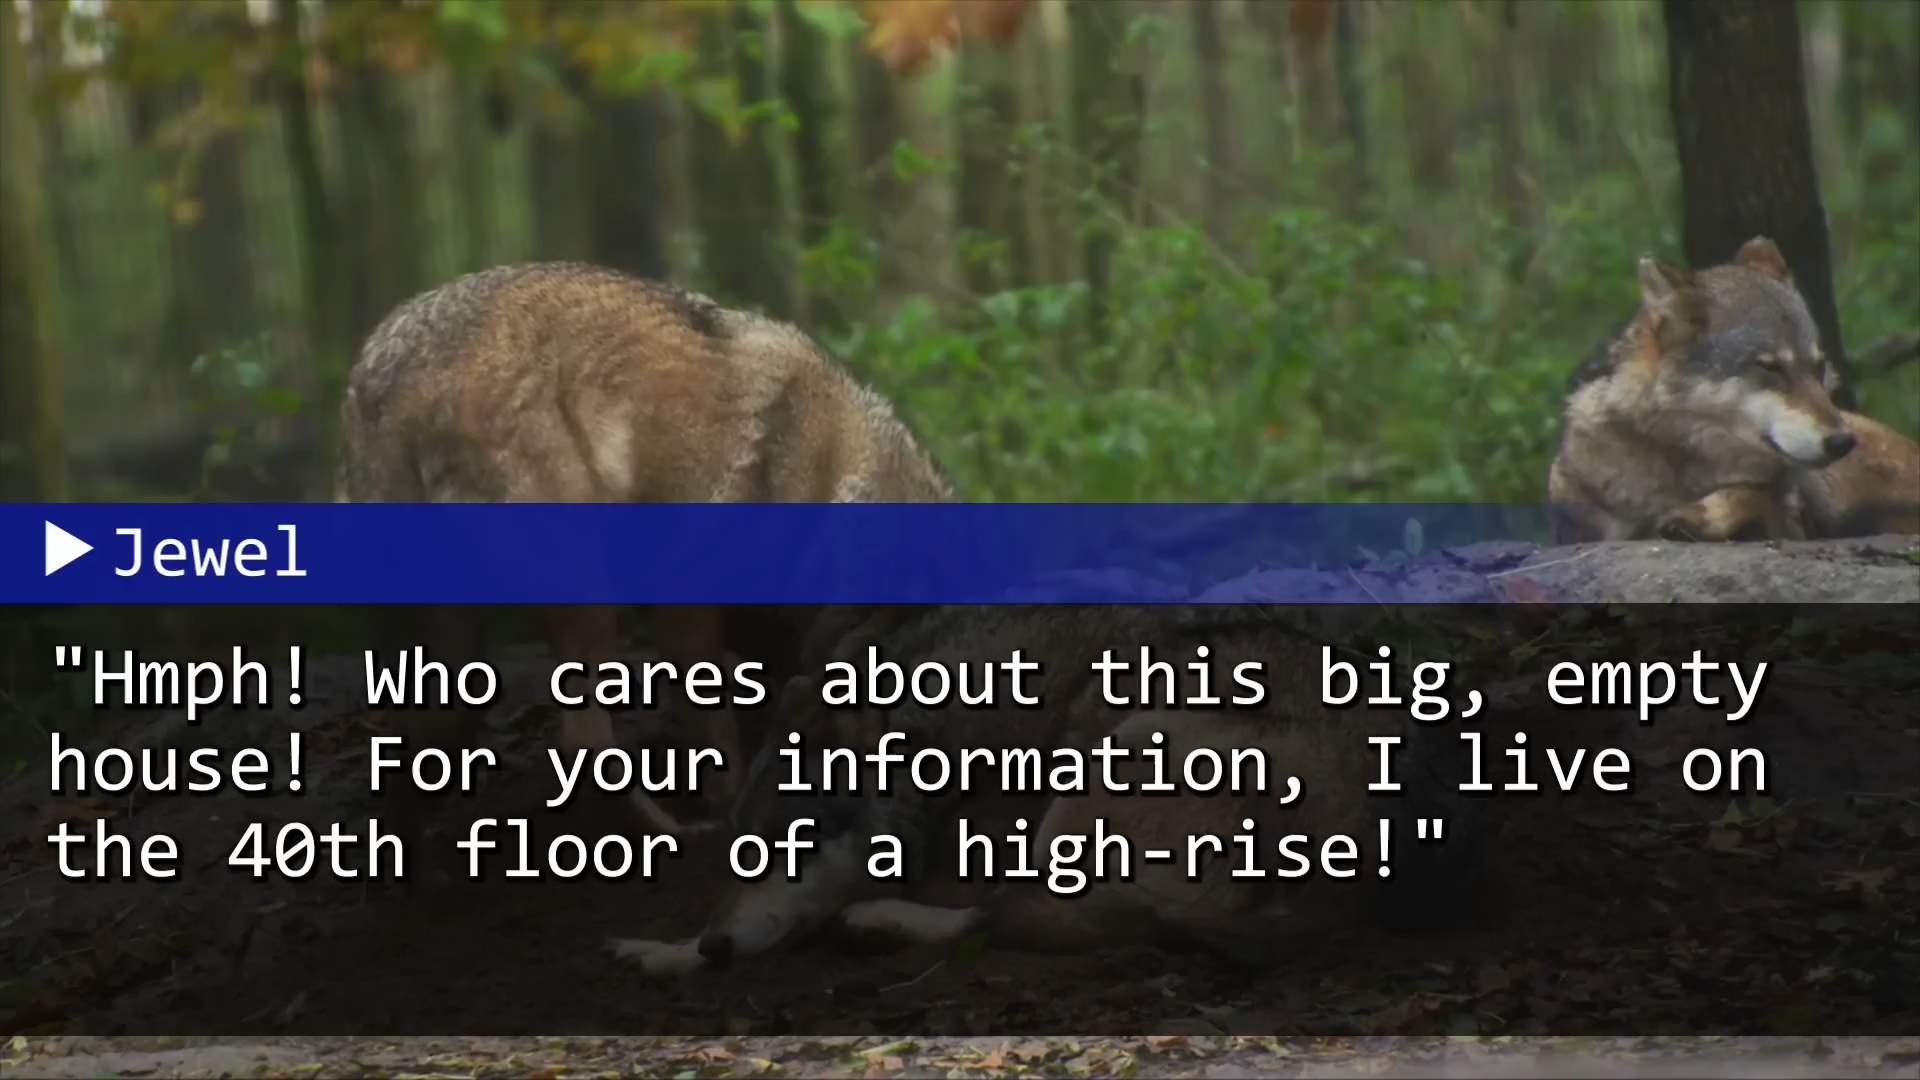 Jewel
"Hmph! Who cares about this big, empty
house! For your information, I live on
the 40th floor of a high-rise!"